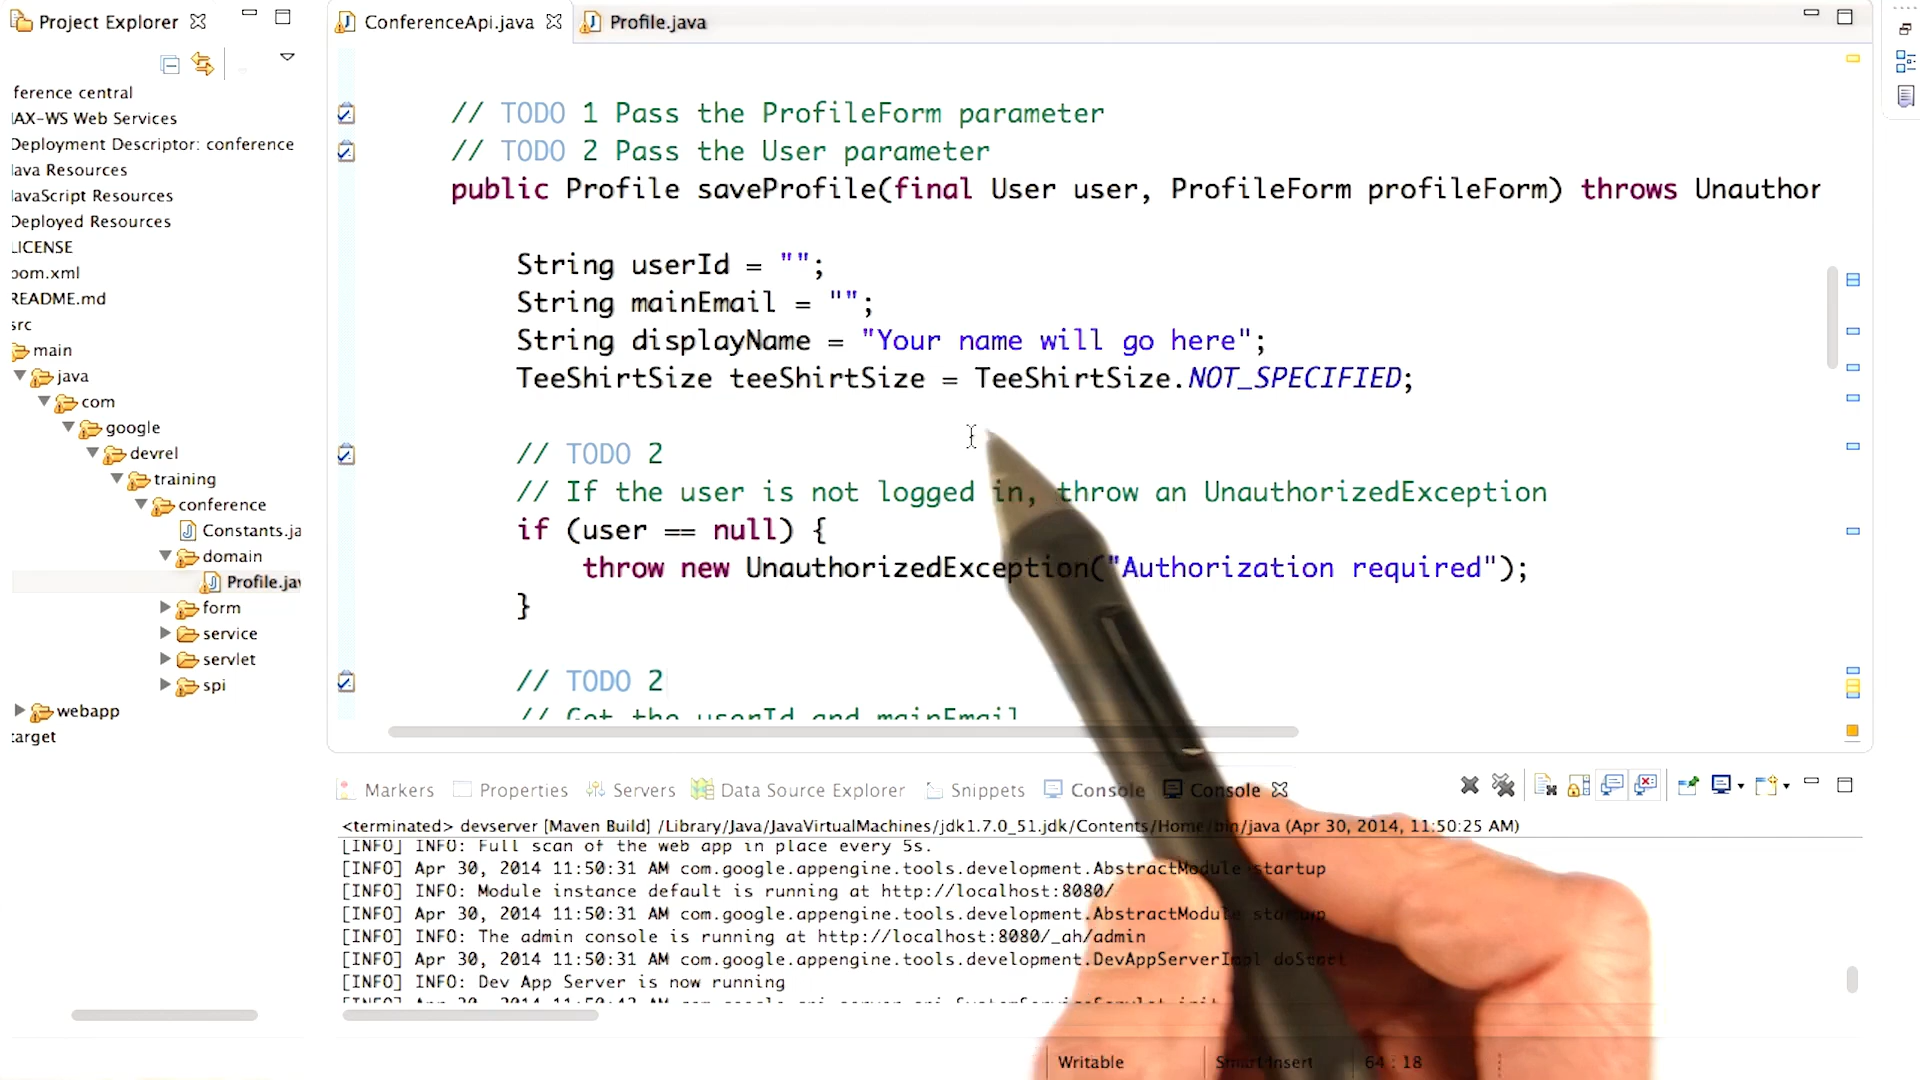 Project Explorer
ference central
JAX-WS Web Services
Deployment Descriptor: conference
Java Resources
JavaScript Resources
Deployed Resources
LICENSE
pom.xml
README.md
src
main
java
com
google
devrel
training
conference
Constants.ja
domain
Profile.jav
form
service
servlet
spi
webapp
target
ConferenceApi.java
Profile.java
// TODO 1 Pass the ProfileForm parameter
// TODO 2 Pass the User parameter
public Profile saveProfile(final User user, ProfileForm profileForm) throws Unauthor
String userId = "";
String mainEmail = "";
String displayName = "Your name will go here";
TeeShirtSize teeShirtSize = TeeShirtSize.NOT_SPECIFIED;
// TODO 2
// If the user is not logged in, throw an UnauthorizedException
if (user == null) {
throw new UnauthorizedException("Authorization required");
}
// TODO 2
// Get the userId and mainEmail
Markers Properties Servers Data Source Explorer Snippets Console Console
<terminated> devserver [Maven Build] /Library/Java/JavaVirtualMachines/jdk1.7.0_51.jdk/Contents/Home/bin/java (Apr 30, 2014, 11:50:25 AM)
[INFO] INFO: Full scan of the web app in place every 5s.
[INFO] Apr 30, 2014 11:50:31 AM com.google.appengine.tools.development.AbstractModule startup
[INFO] INFO: Module instance default is running at http://localhost:8080/
[INFO] Apr 30, 2014 11:50:31 AM com.google.appengine.tools.development.AbstractModule startup
[INFO] INFO: The admin console is running at http://localhost:8080/_ah/admin
[INFO] Apr 30, 2014 11:50:31 AM com.google.appengine.tools.development.DevAppServerImpl doStart
[INFO] INFO: Dev App Server is now running
Writable Smart Insert 64 : 18